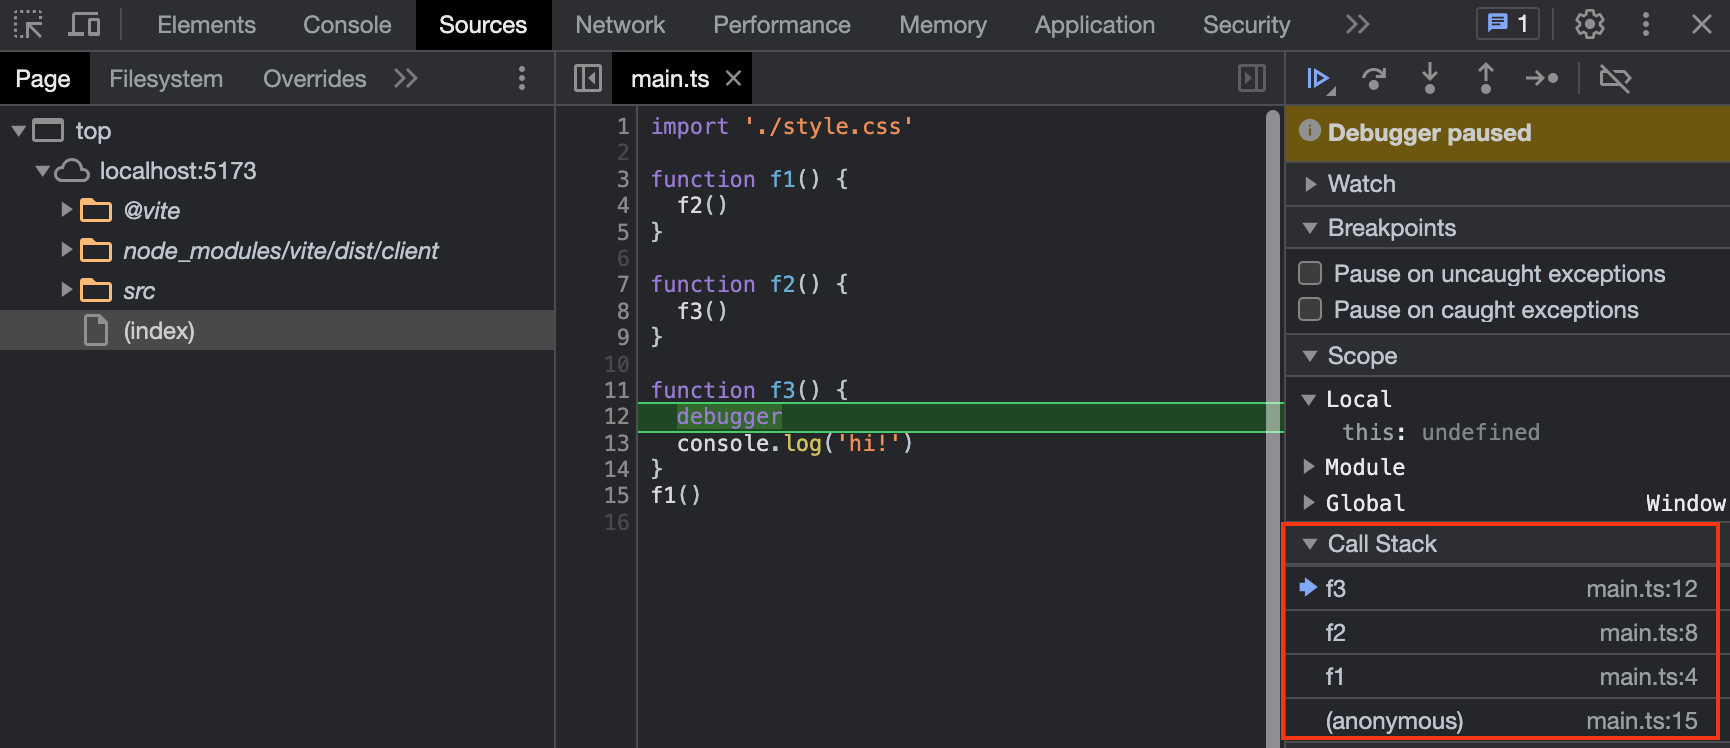 Elements Console Sources Network Performance Memory Application Security 1
Page Filesystem Overrides
main.ts
top
localhost:5173
@vite
node_modules/vite/dist/client
src
(index)
1 import './style.css'
2
3 function f1() {
4   f2()
5 }
6
7 function f2() {
8   f3()
9 }
10
11 function f3() {
12   debugger
13   console.log('hi!')
14 }
15 f1()
16
Debugger paused
Watch
Breakpoints
Pause on uncaught exceptions
Pause on caught exceptions
Scope
Local
this: undefined
Module
Global Window
Call Stack
f3 main.ts:12
f2 main.ts:8
f1 main.ts:4
(anonymous) main.ts:15